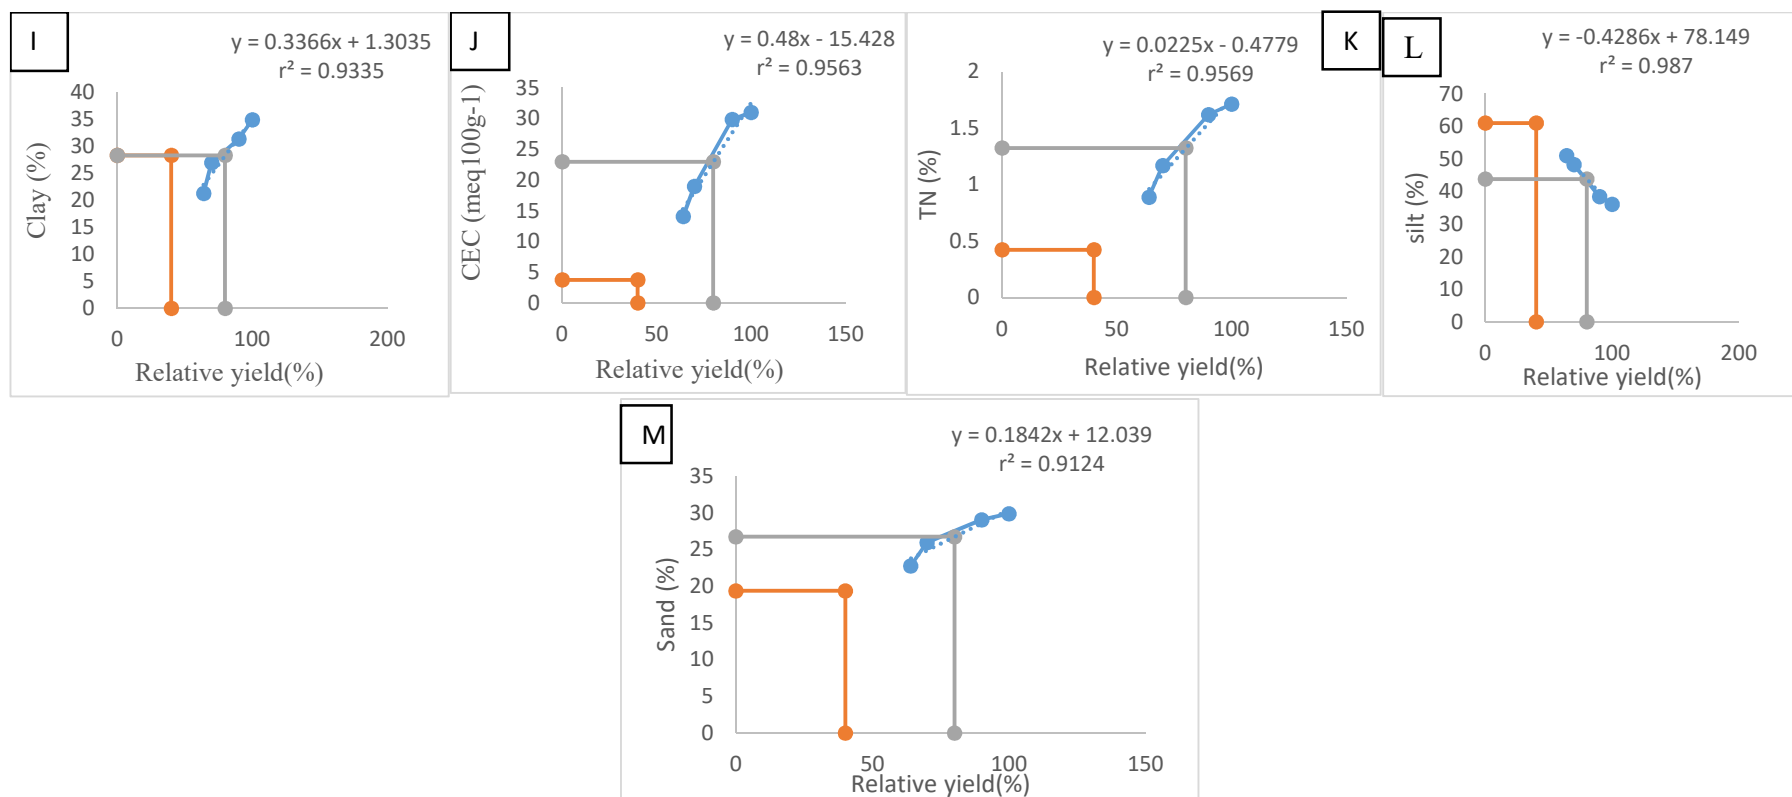 I
y = 0.3366x + 1.3035
r² = 0.9335
Clay (%)
40
35
30
25
20
15
10
5
0
0 100 200
Relative yield(%)
J
y = 0.48x - 15.428
r² = 0.9563
CEC (meq100g-1)
35
30
25
20
15
10
5
0
0 50 100 150
Relative yield(%)
K
y = 0.0225x - 0.4779
r² = 0.9569
TN (%)
2
1.5
1
0.5
0
0 50 100 150
Relative yield(%)
L
y = -0.4286x + 78.149
r² = 0.987
silt (%)
70
60
50
40
30
20
10
0
0 100 200
Relative yield(%)
M
y = 0.1842x + 12.039
r² = 0.9124
Sand (%)
35
30
25
20
15
10
5
0
0 50 100 150
Relative yield(%)